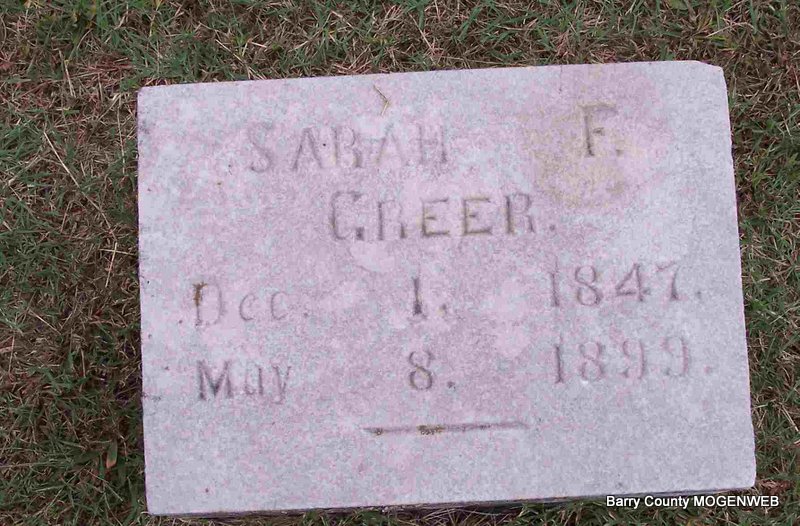 SARAH F.
GREER.
Dec. 1. 1847.
May 8. 1899.
Barry County MOGENWEB